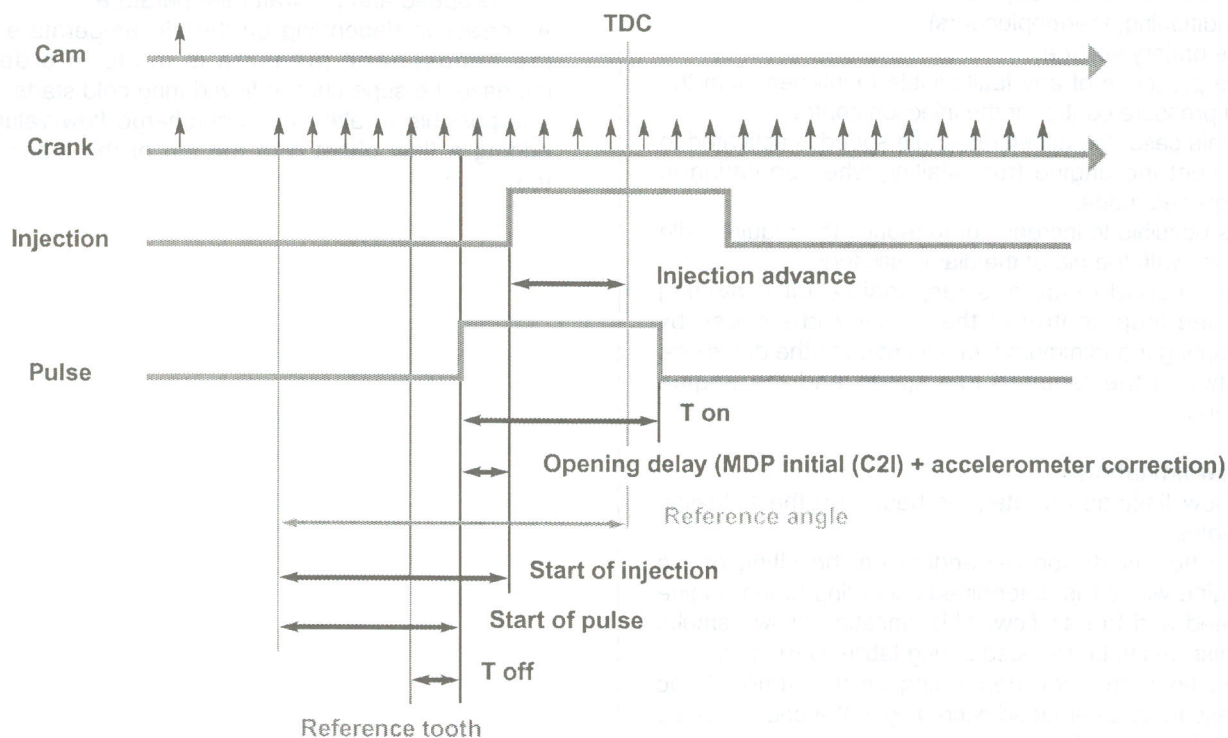 TDC
Cam
Crank
Injection
Injection advance
Pulse
T on
Opening delay (MDP initial (C2I) + accelerometer correction)
Reference angle
Start of injection
Start of pulse
T off
Reference tooth